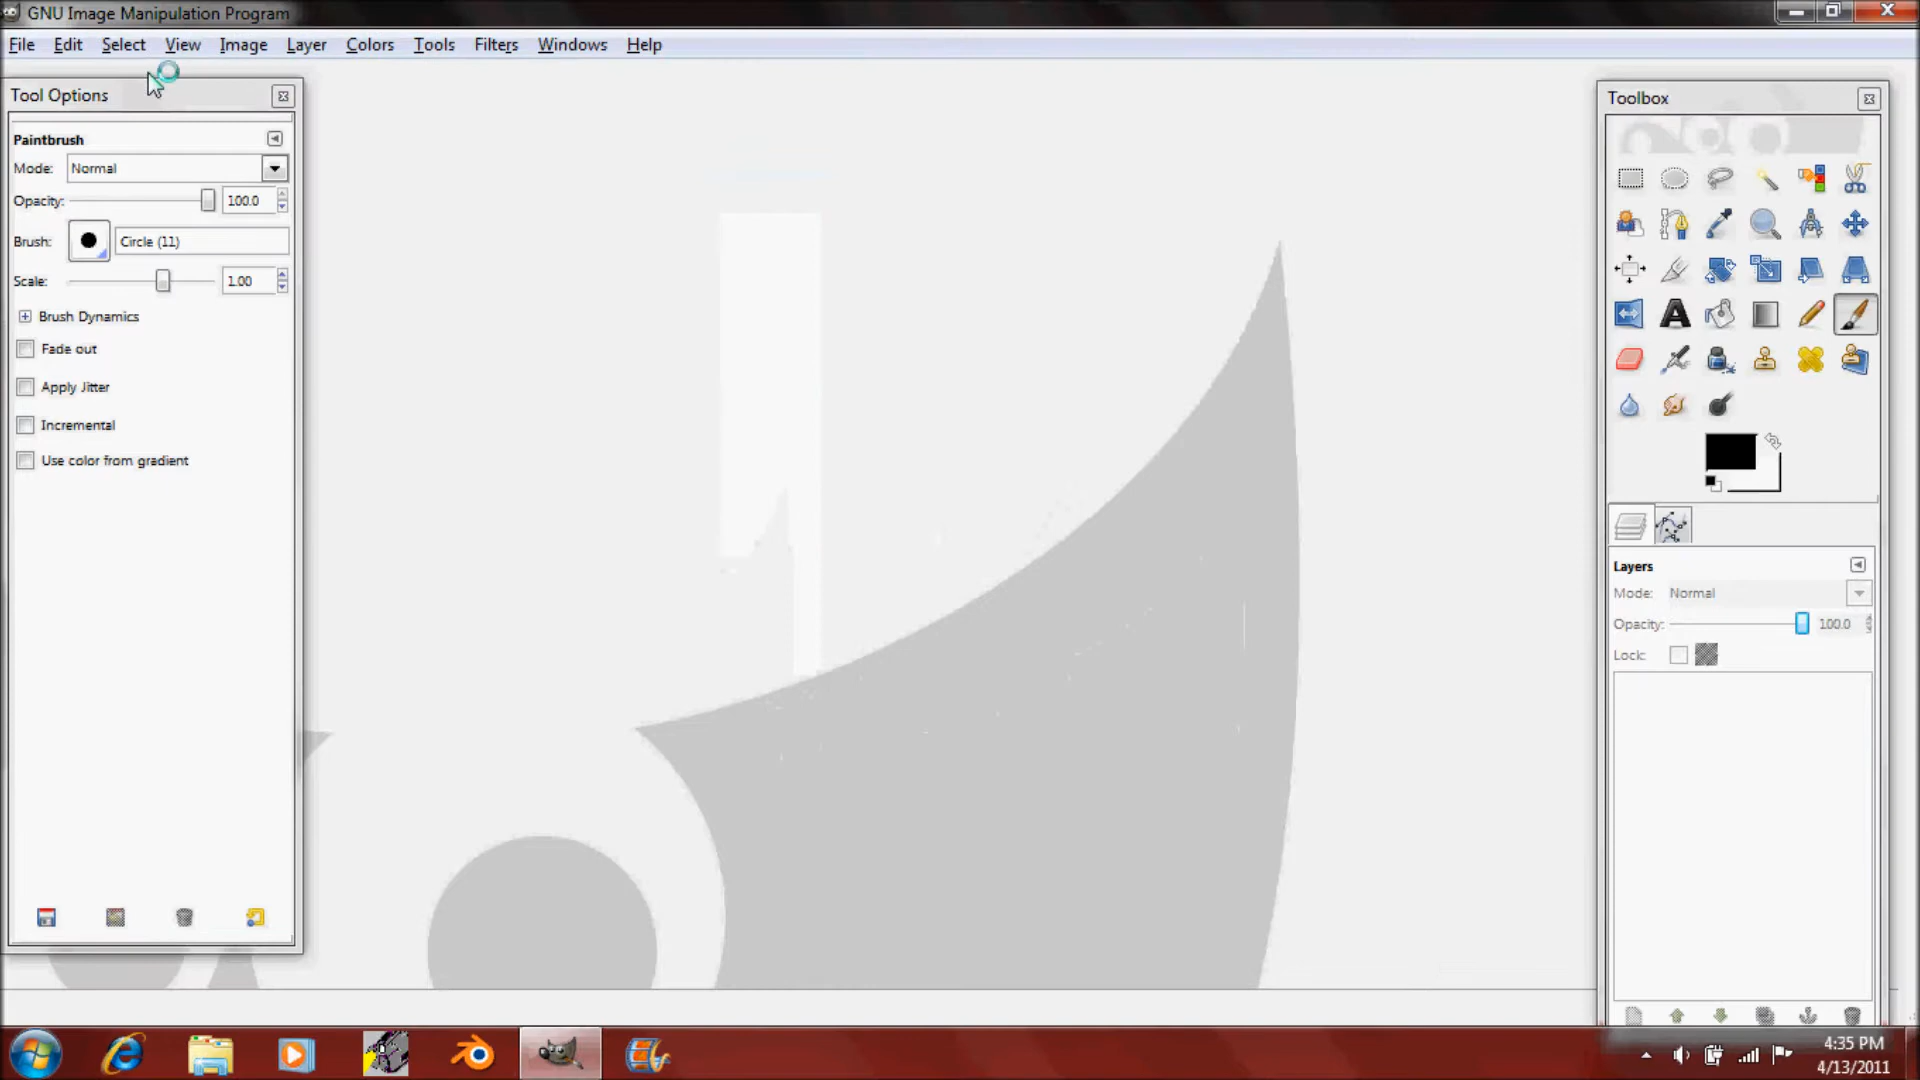 GNU Image Manipulation Program
File Edit Select View Image Layer Colors Tools Filters Windows Help
Tool Options
Paintbrush
Mode: Normal
Opacity: 100.0
Brush: Circle (11)
Scale: 1.00
Brush Dynamics
Fade out
Apply Jitter
Incremental
Use color from gradient
Toolbox
Layers
Mode: Normal
Opacity: 100.0
Lock:
4:35 PM
4/13/2011